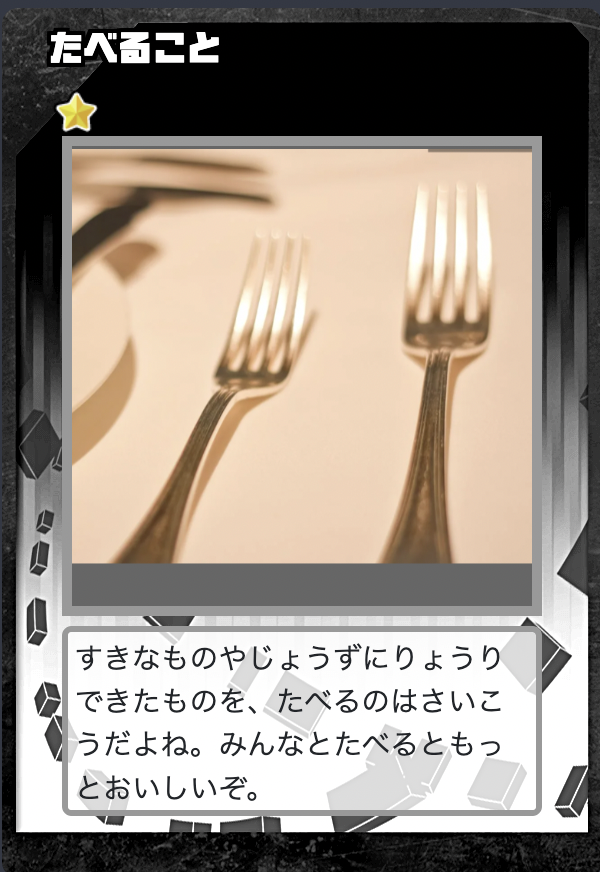 たべること
すきなものやじょうずにりょうり
できたものを、たべるのはさいこ
うだよね。みんなとたべるともっ
とおいしいぞ。